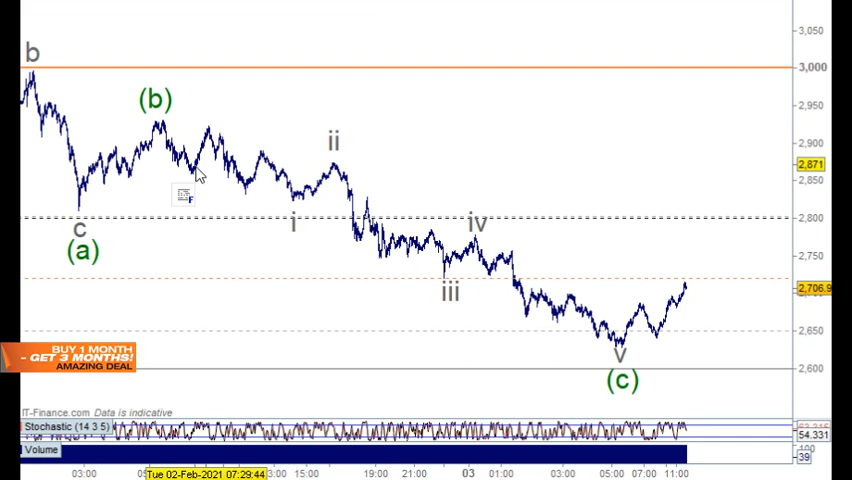 3,050
b
3,000
2,950
(b)
2,900
ii
2,871
2,850
F
c
i
iv
2,800
(a)
2,750
iii
2,706.9
BUY 1 MONTH
- GET 3 MONTHS!
AMAZING DEAL
2,650
v
(c)
2,600
IT-Finance.com Data is indicative
Stochastic (14 3 5)
54.331
Volume
39
03:00
Tue 02-Feb-2021 07:29:44
3:00
15:00
19:00
21:00
03
01:00
03:00
05:00
07:00
11:00